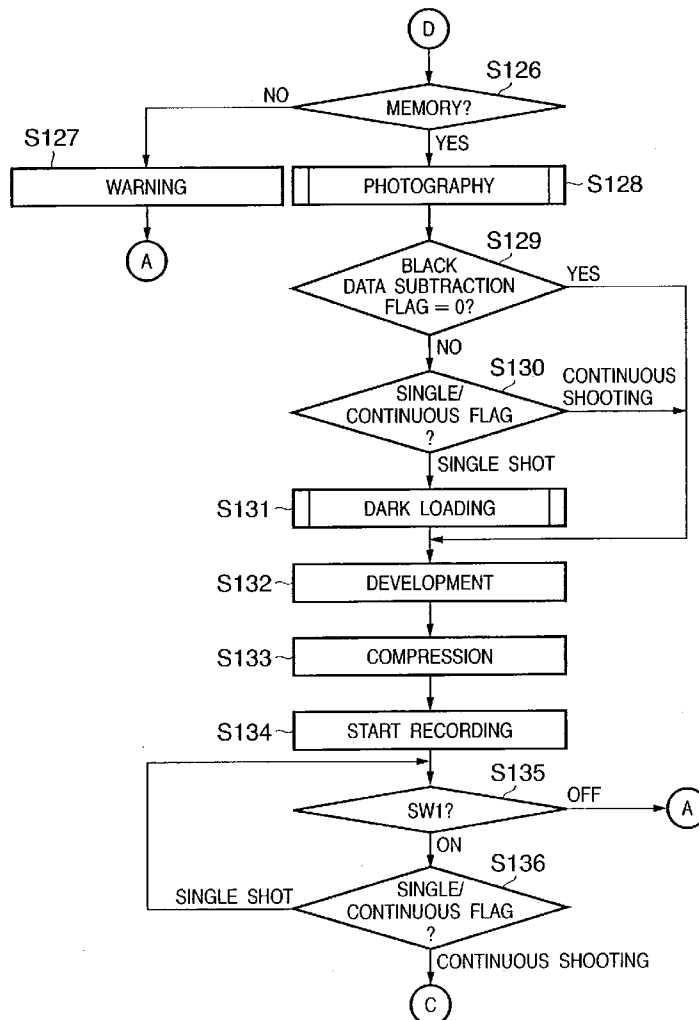 D
S126
NO
MEMORY?
S127
YES
WARNING
PHOTOGRAPHY
S128
A
S129
BLACK
DATA SUBTRACTION
FLAG = 0?
YES
NO
S130
SINGLE/
CONTINUOUS FLAG
?
CONTINUOUS
SHOOTING
SINGLE SHOT
S131
DARK LOADING
S132
DEVELOPMENT
S133
COMPRESSION
S134
START RECORDING
S135
SW1?
OFF
A
ON
S136
SINGLE SHOT
SINGLE/
CONTINUOUS FLAG
?
CONTINUOUS SHOOTING
C